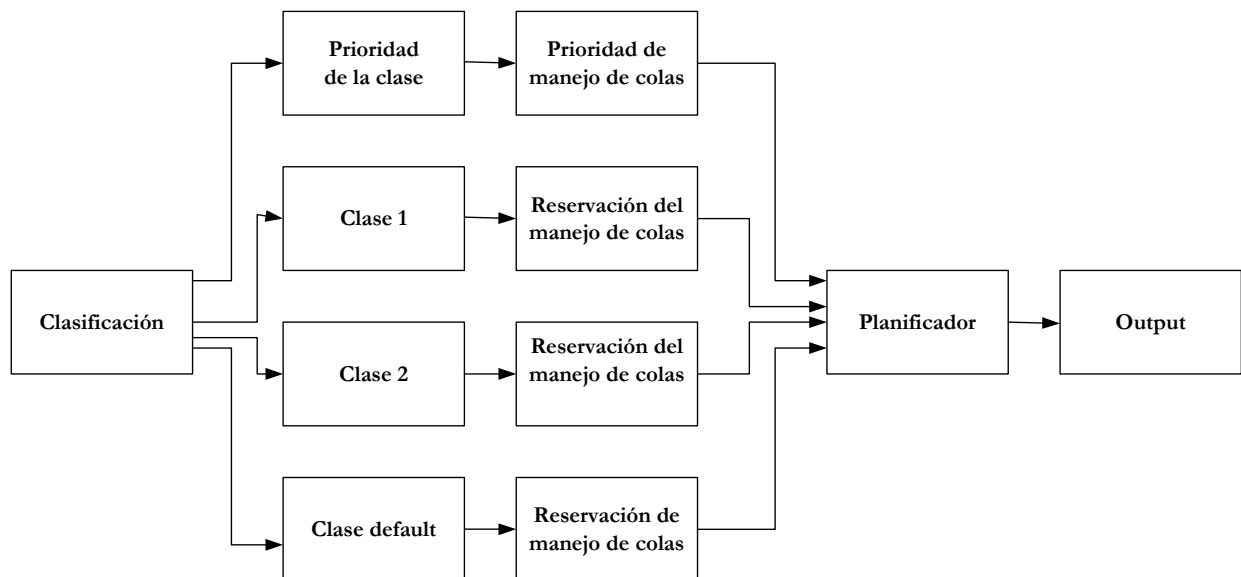 Prioridad
de la clase
Prioridad de
manejo de colas
Clase 1
Reservación del
manejo de colas
Clasificación
Planificador
Output
Clase 2
Reservación del
manejo de colas
Clase default
Reservación de
manejo de colas